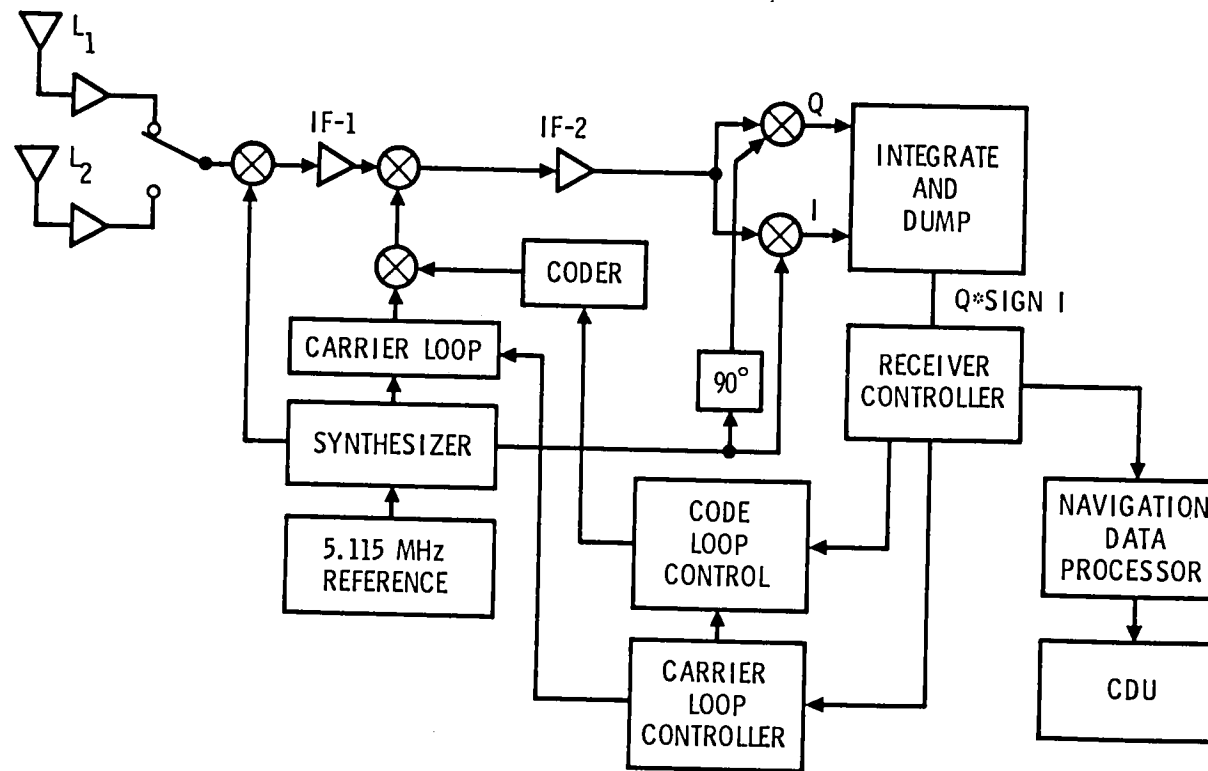 L1
L2
IF-1
IF-2
Q
I
INTEGRATE
AND
DUMP
CODER
Q*SIGN I
CARRIER LOOP
90°
RECEIVER
CONTROLLER
SYNTHESIZER
5.115 MHz
REFERENCE
CODE
LOOP
CONTROL
NAVIGATION
DATA
PROCESSOR
CARRIER
LOOP
CONTROLLER
CDU